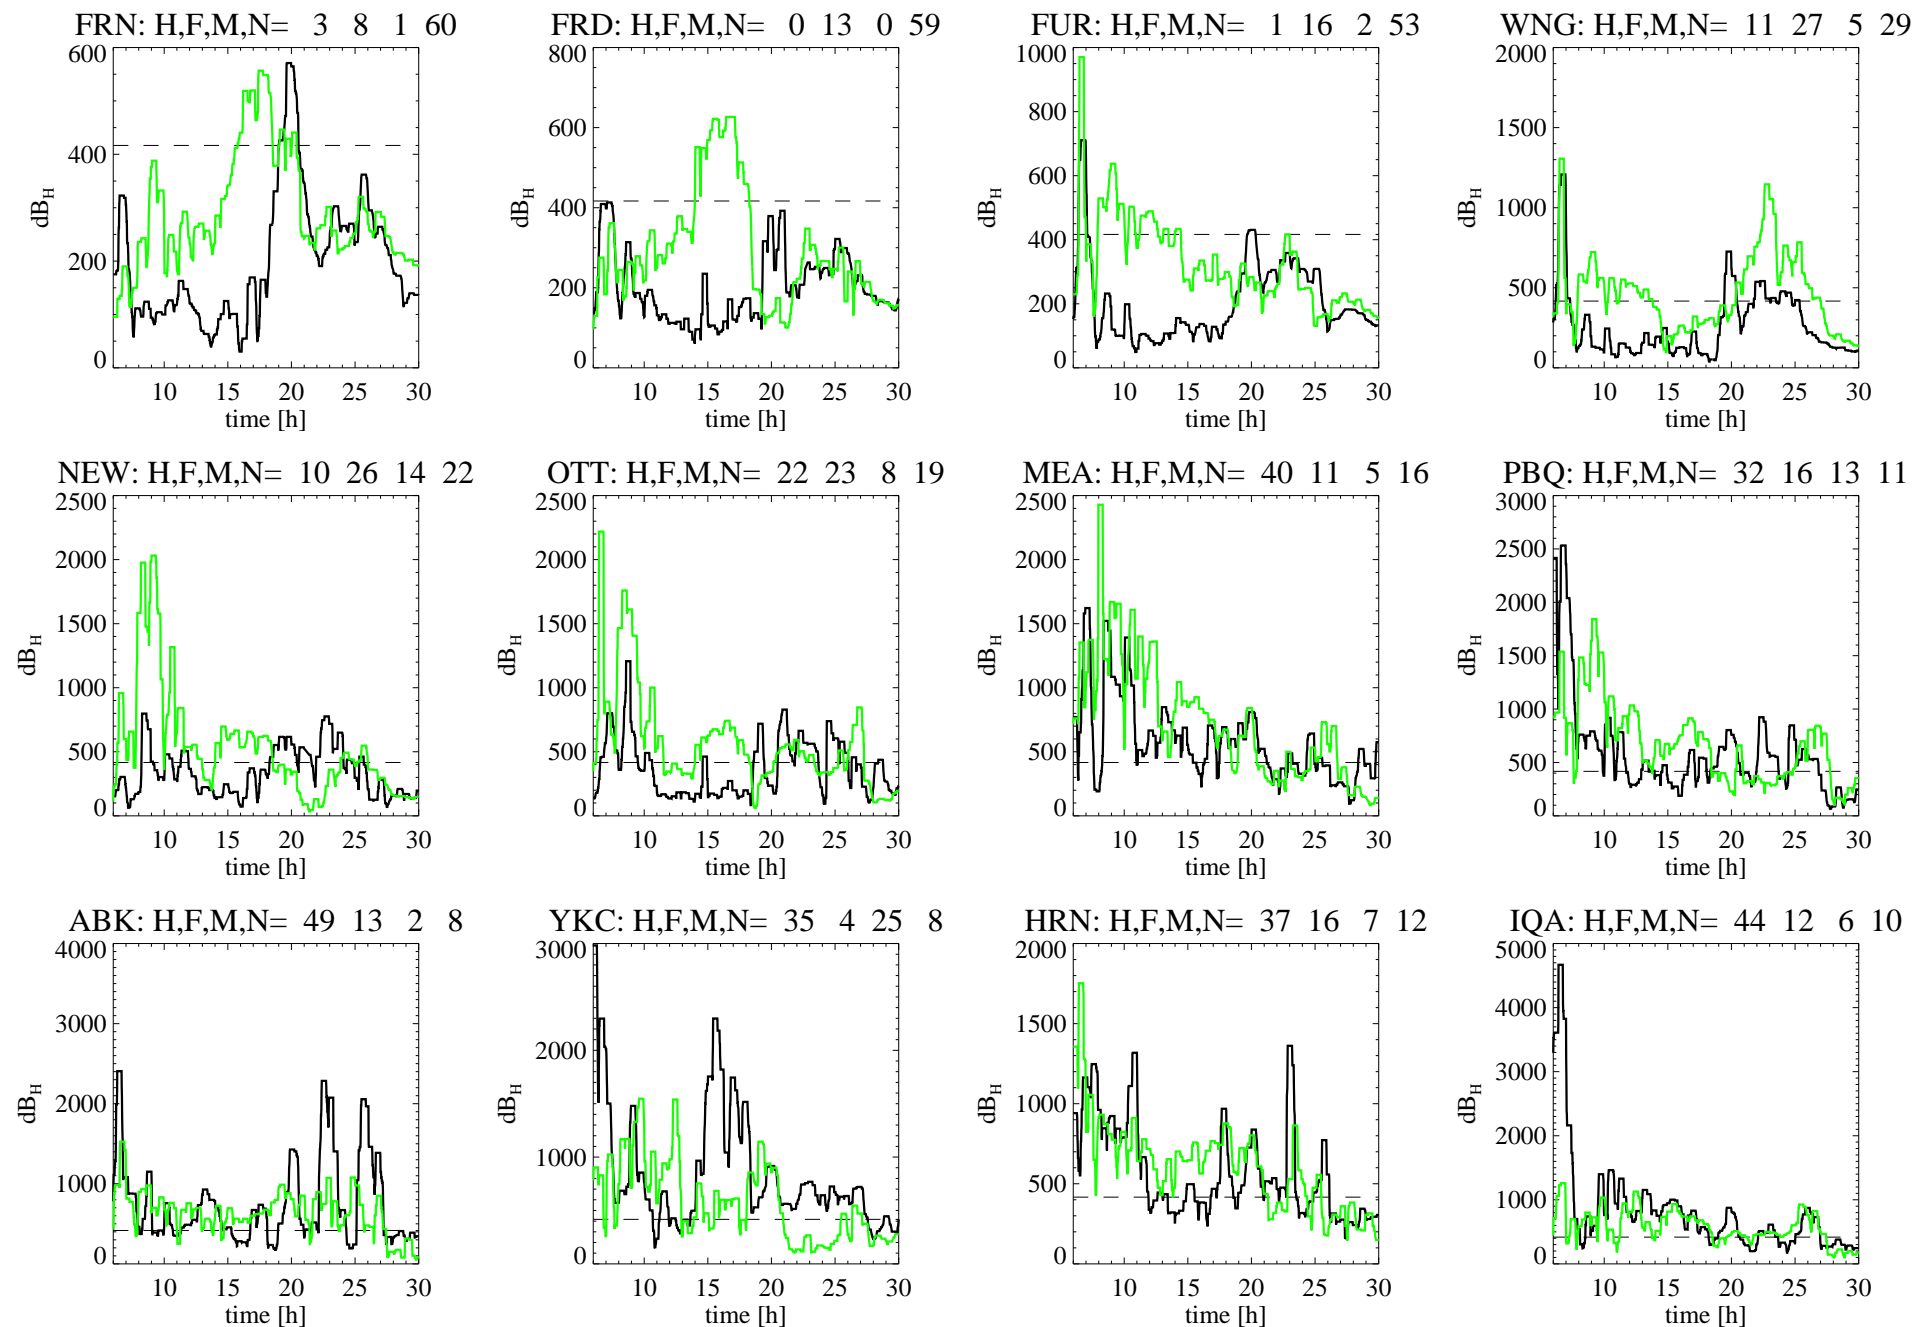 FRN: H,F,M,N= 3 8 1 60
FRD: H,F,M,N= 0 13 0 59
FUR: H,F,M,N= 1 16 2 53
WNG: H,F,M,N= 11 27 5 29
600
400
200
0
dB_H
10 15 20 25 30
time [h]
800
600
400
200
0
dB_H
10 15 20 25 30
time [h]
1000
800
600
400
200
0
dB_H
10 15 20 25 30
time [h]
2000
1500
1000
500
0
dB_H
10 15 20 25 30
time [h]
NEW: H,F,M,N= 10 26 14 22
OTT: H,F,M,N= 22 23 8 19
MEA: H,F,M,N= 40 11 5 16
PBQ: H,F,M,N= 32 16 13 11
2500
2000
1500
1000
500
0
dB_H
10 15 20 25 30
time [h]
2500
2000
1500
1000
500
0
dB_H
10 15 20 25 30
time [h]
2500
2000
1500
1000
500
0
dB_H
10 15 20 25 30
time [h]
3000
2500
2000
1500
1000
500
0
dB_H
10 15 20 25 30
time [h]
ABK: H,F,M,N= 49 13 2 8
YKC: H,F,M,N= 35 4 25 8
HRN: H,F,M,N= 37 16 7 12
IQA: H,F,M,N= 44 12 6 10
4000
3000
2000
1000
0
dB_H
10 15 20 25 30
time [h]
3000
2000
1000
0
dB_H
10 15 20 25 30
time [h]
2000
1500
1000
500
0
dB_H
10 15 20 25 30
time [h]
5000
4000
3000
2000
1000
0
dB_H
10 15 20 25 30
time [h]